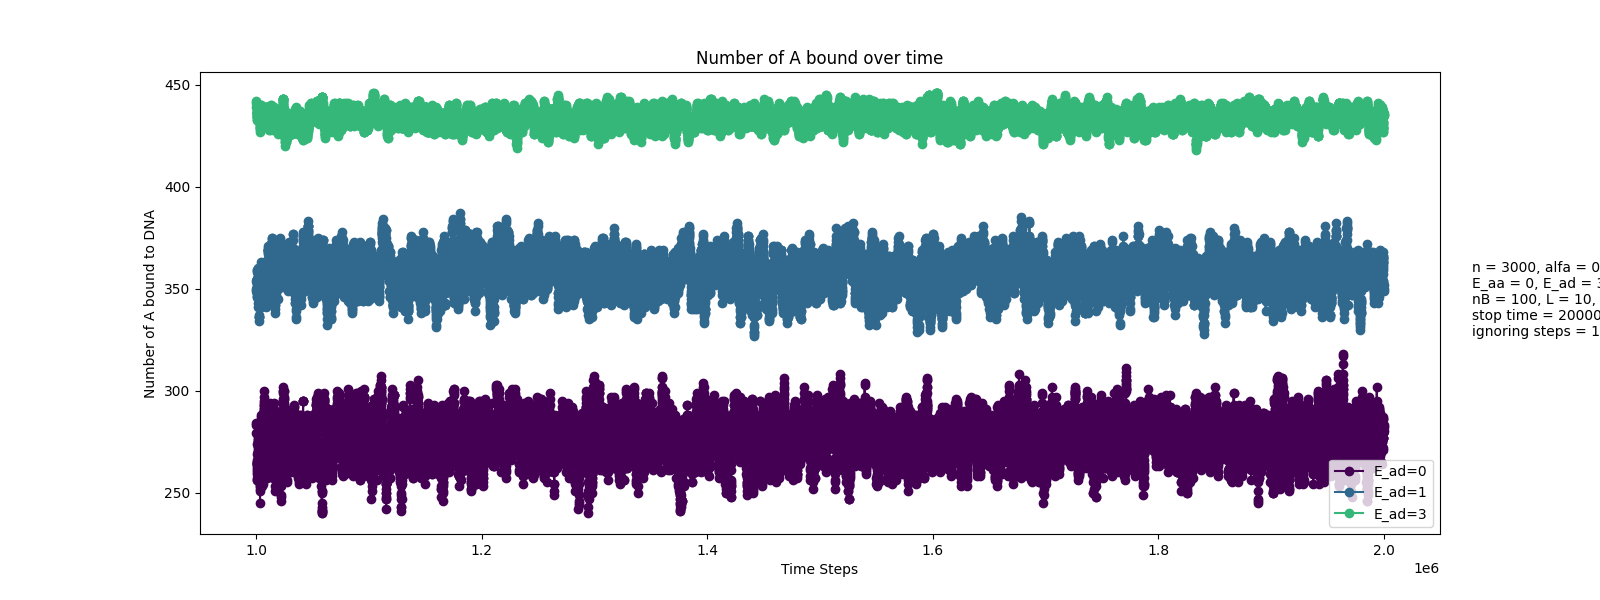 Number of A bound over time
Number of A bound to DNA
450
400
350
300
250
1.0
1.2
1.4
1.6
1.8
2.0
1e6
Time Steps
E_ad=0
E_ad=1
E_ad=3
n = 3000, alfa = 0
E_aa = 0, E_ad = 3
nB = 100, L = 10,
stop time = 20000
ignoring steps = 1